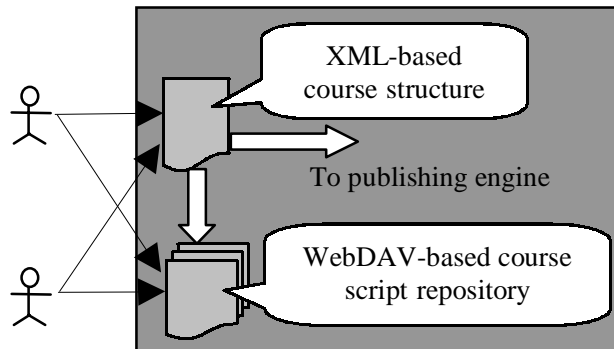 XML-based
course structure
To publishing engine
WebDAV-based course
script repository